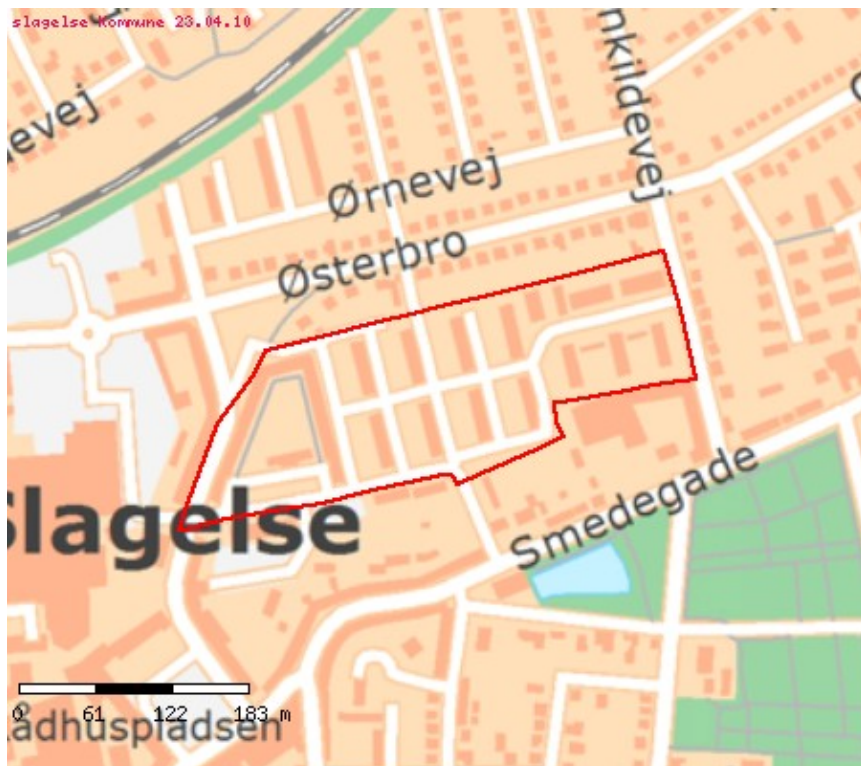 slagelse Kommune 23.04.10
evej
nkildevej
Ørnevej
Østerbro
Smedegade
Slagelse
0 61 122 183 m
ådhuspladsen